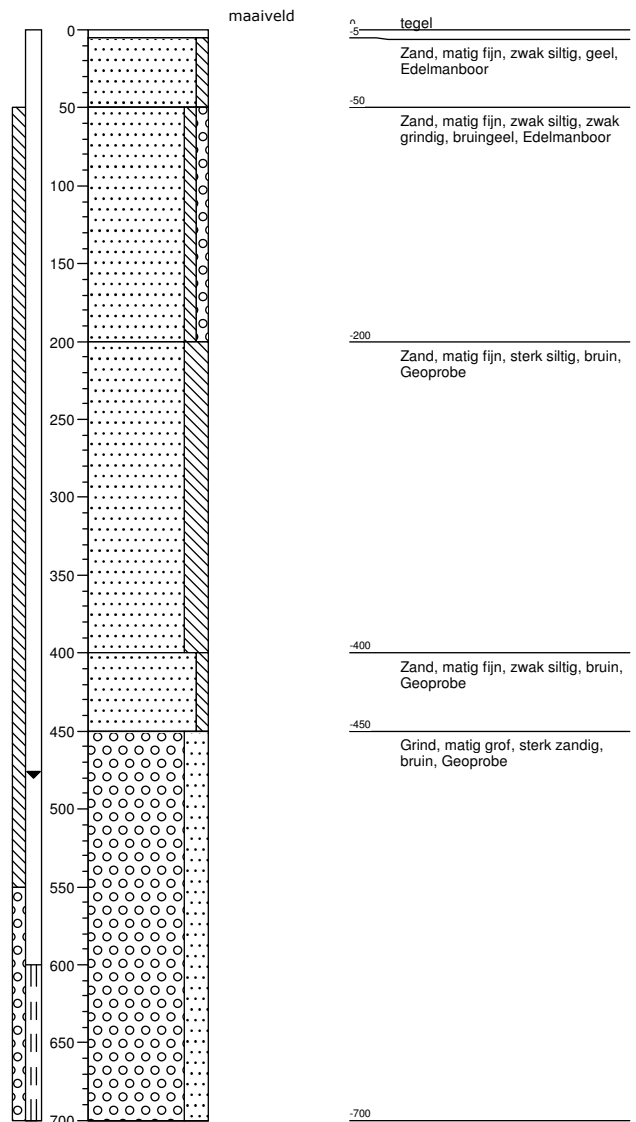 maaiveld
0
50
100
150
200
250
300
350
400
450
500
550
600
650
700
0
tegel
-5
Zand, matig fijn, zwak siltig, geel,
Edelmanboor
-50
Zand, matig fijn, zwak siltig, zwak
grindig, bruingeel, Edelmanboor
-200
Zand, matig fijn, sterk siltig, bruin,
Geoprobe
-400
Zand, matig fijn, zwak siltig, bruin,
Geoprobe
-450
Grind, matig grof, sterk zandig,
bruin, Geoprobe
-700